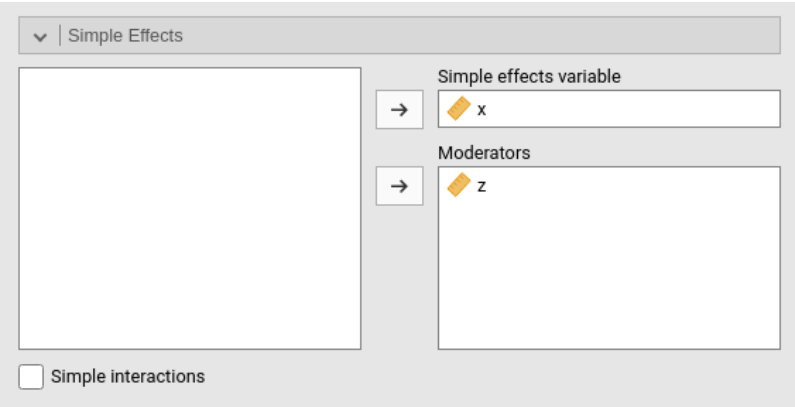 Simple Effects
Simple effects variable
x
Moderators
z
Simple interactions